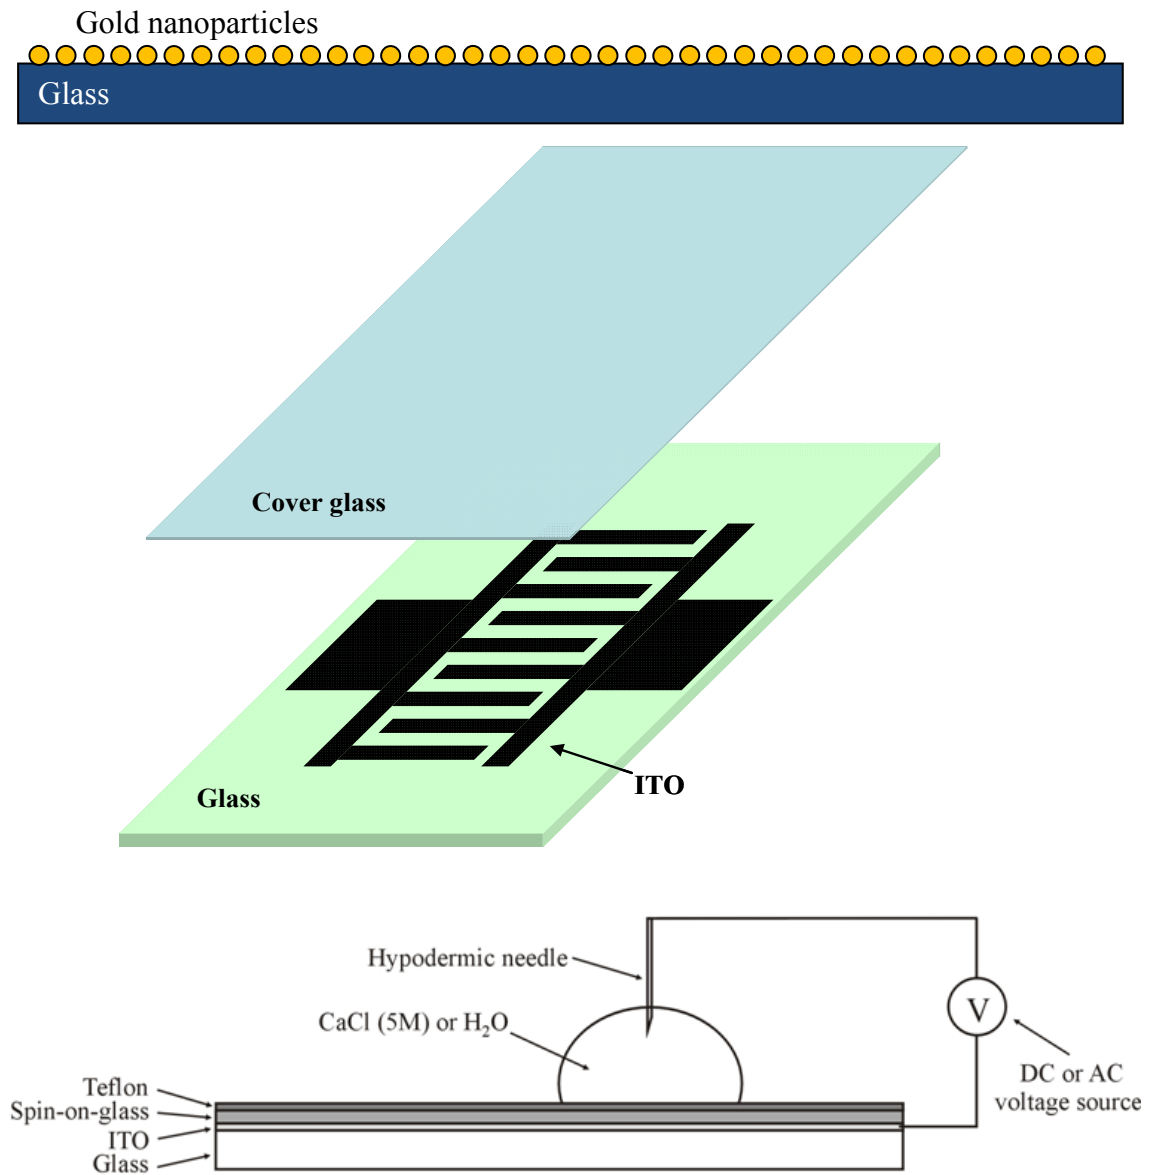 Gold nanoparticles
Glass
Cover glass
ITO
Glass
Hypodermic needle
CaCl (5M) or H₂O
V
DC or AC
voltage source
Teflon
Spin-on-glass
ITO
Glass